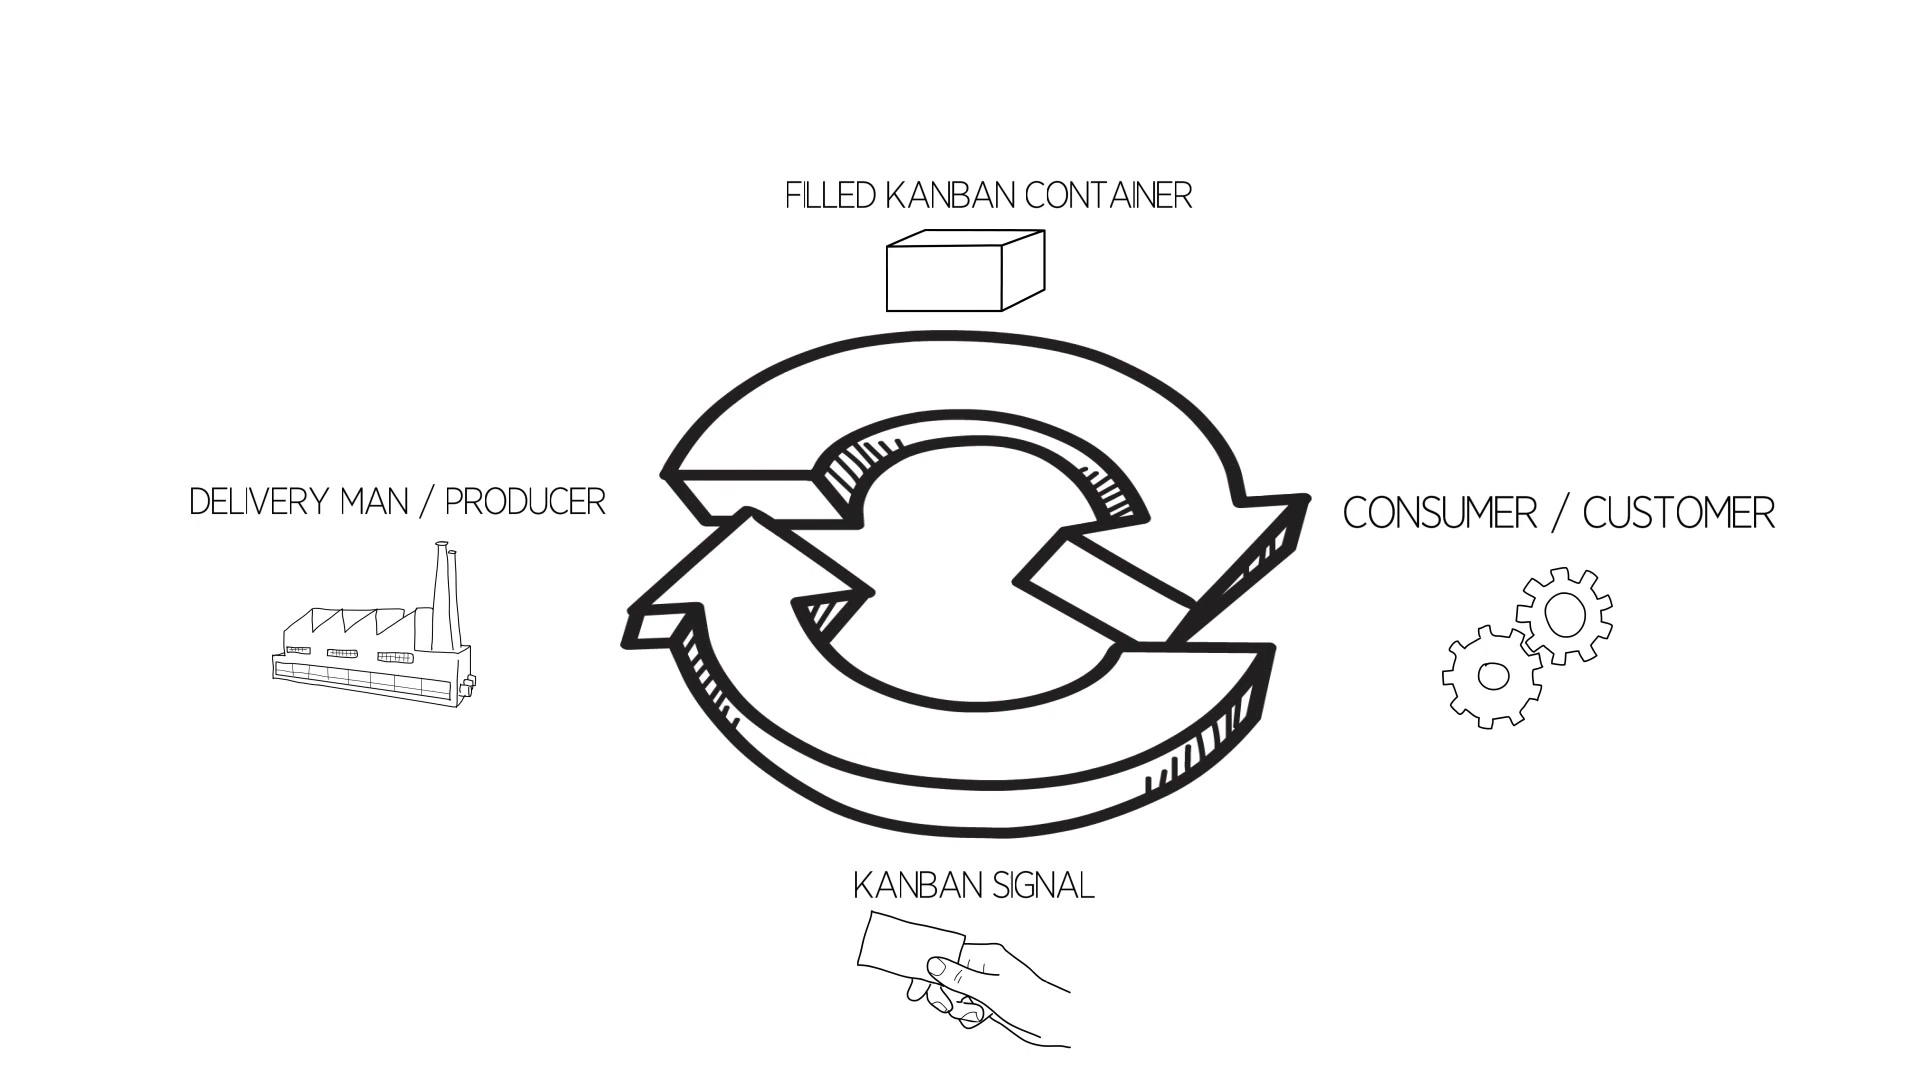 FILLED KANBAN CONTAINER
DELIVERY MAN / PRODUCER
CONSUMER / CUSTOMER
KANBAN SIGNAL